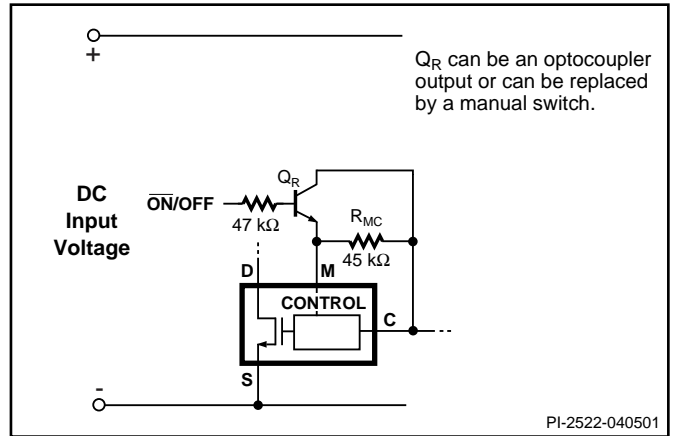 +
Q_R can be an optocoupler
output or can be replaced
by a manual switch.
Q_R
DC
Input
Voltage
O̅N̅/OFF
47 kΩ
R_MC
45 kΩ
D
M
CONTROL
C
S
-
PI-2522-040501